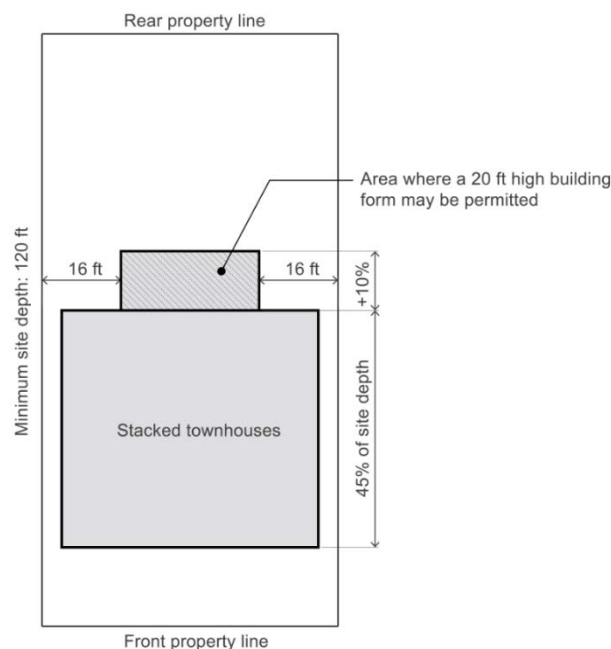 Rear property line
Area where a 20 ft high building
form may be permitted
Minimum site depth: 120 ft
16 ft
16 ft
+10%
Stacked townhouses
45% of site depth
Front property line